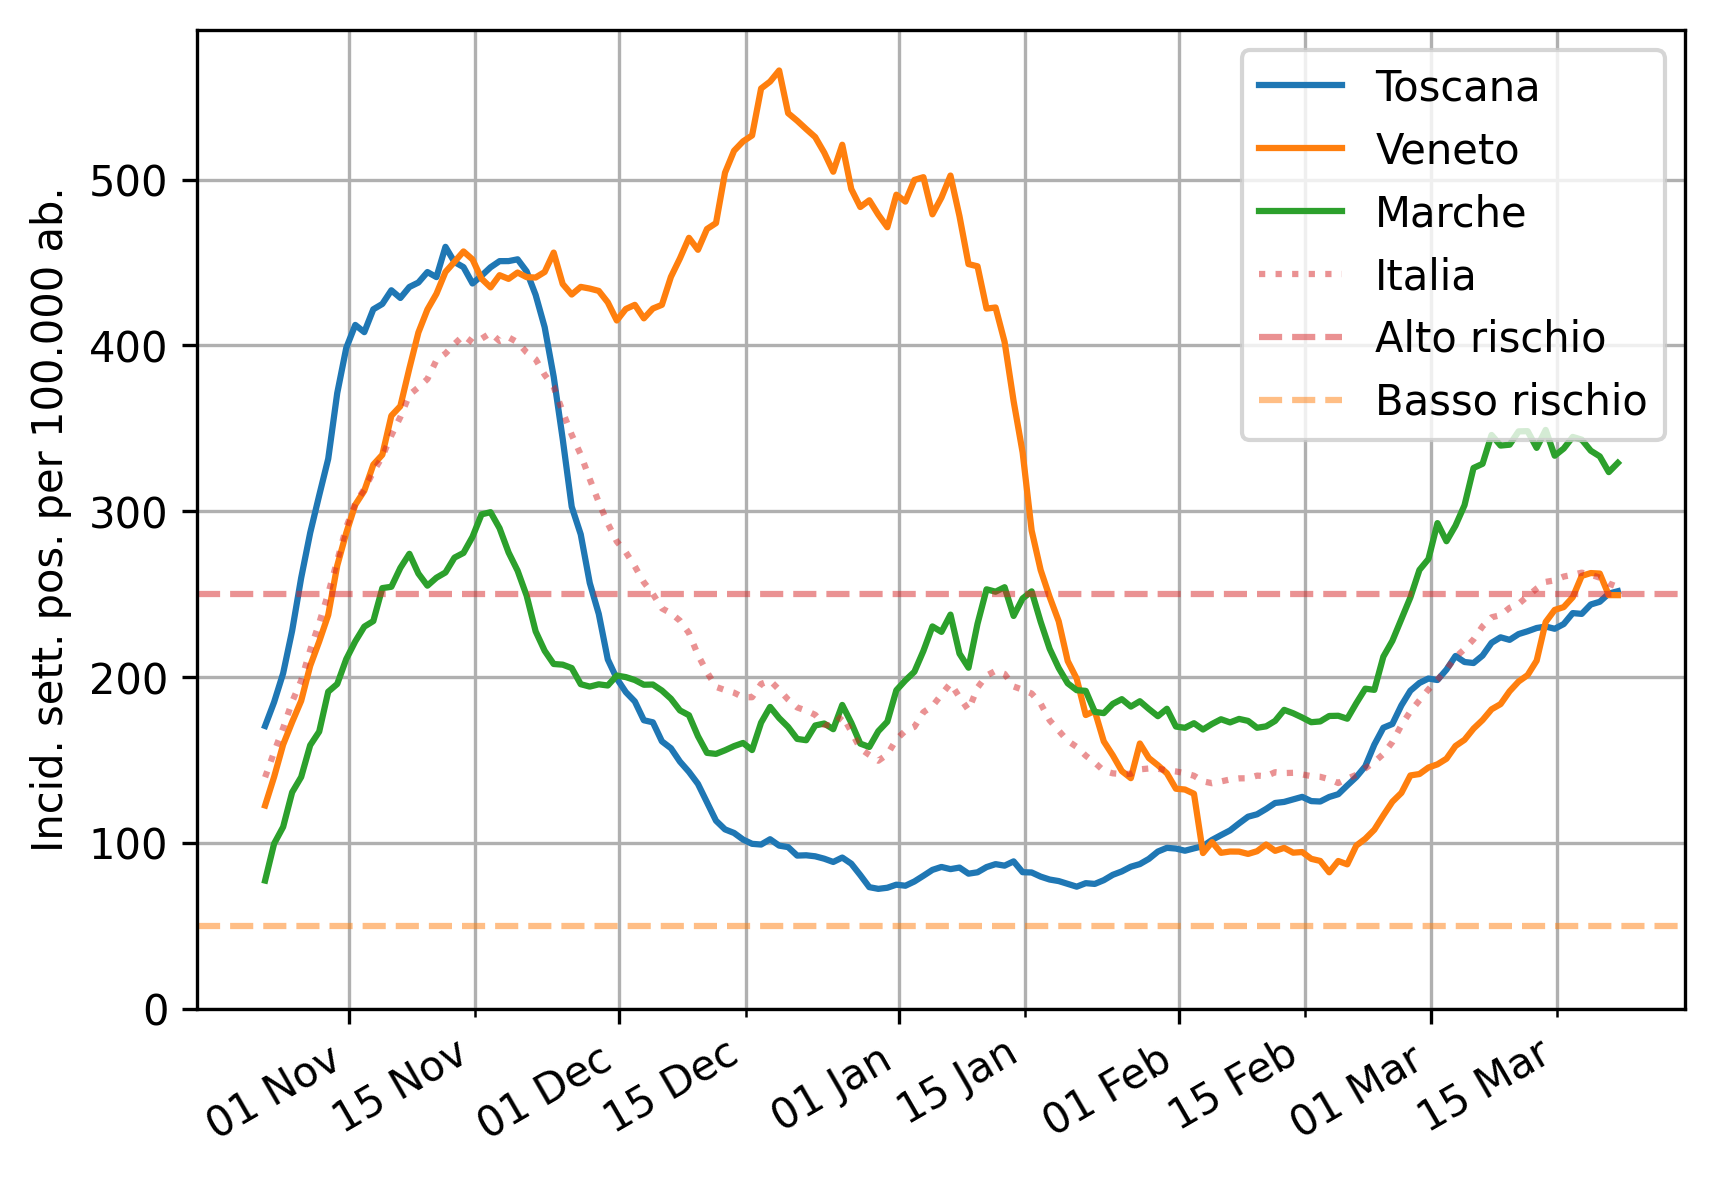 Incid. sett. pos. per 100.000 ab.
500
400
300
200
100
0
Toscana
Veneto
Marche
Italia
Alto rischio
Basso rischio
01 Nov
15 Nov
01 Dec
15 Dec
01 Jan
15 Jan
01 Feb
15 Feb
01 Mar
15 Mar